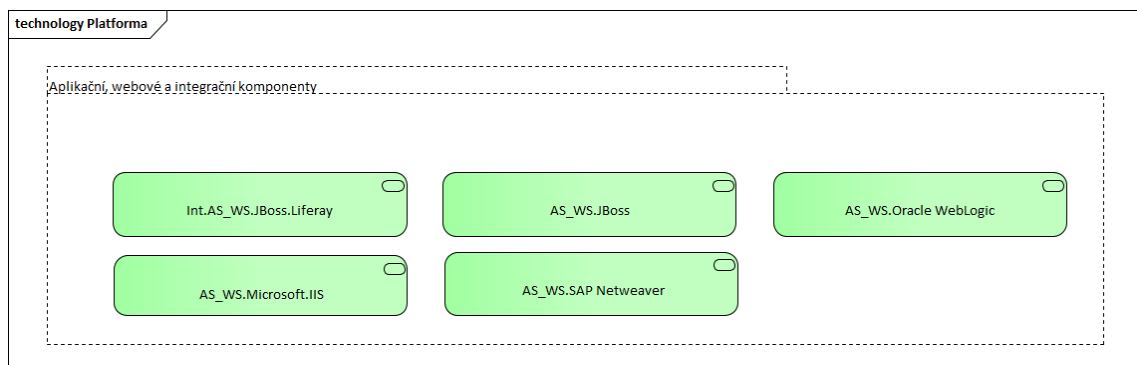 technology Platforma
Aplikační, webové a integrační komponenty
Int.AS_WS.JBoss.Liferay
AS_WS.JBoss
AS_WS.Oracle WebLogic
AS_WS.Microsoft.IIS
AS_WS.SAP Netweaver